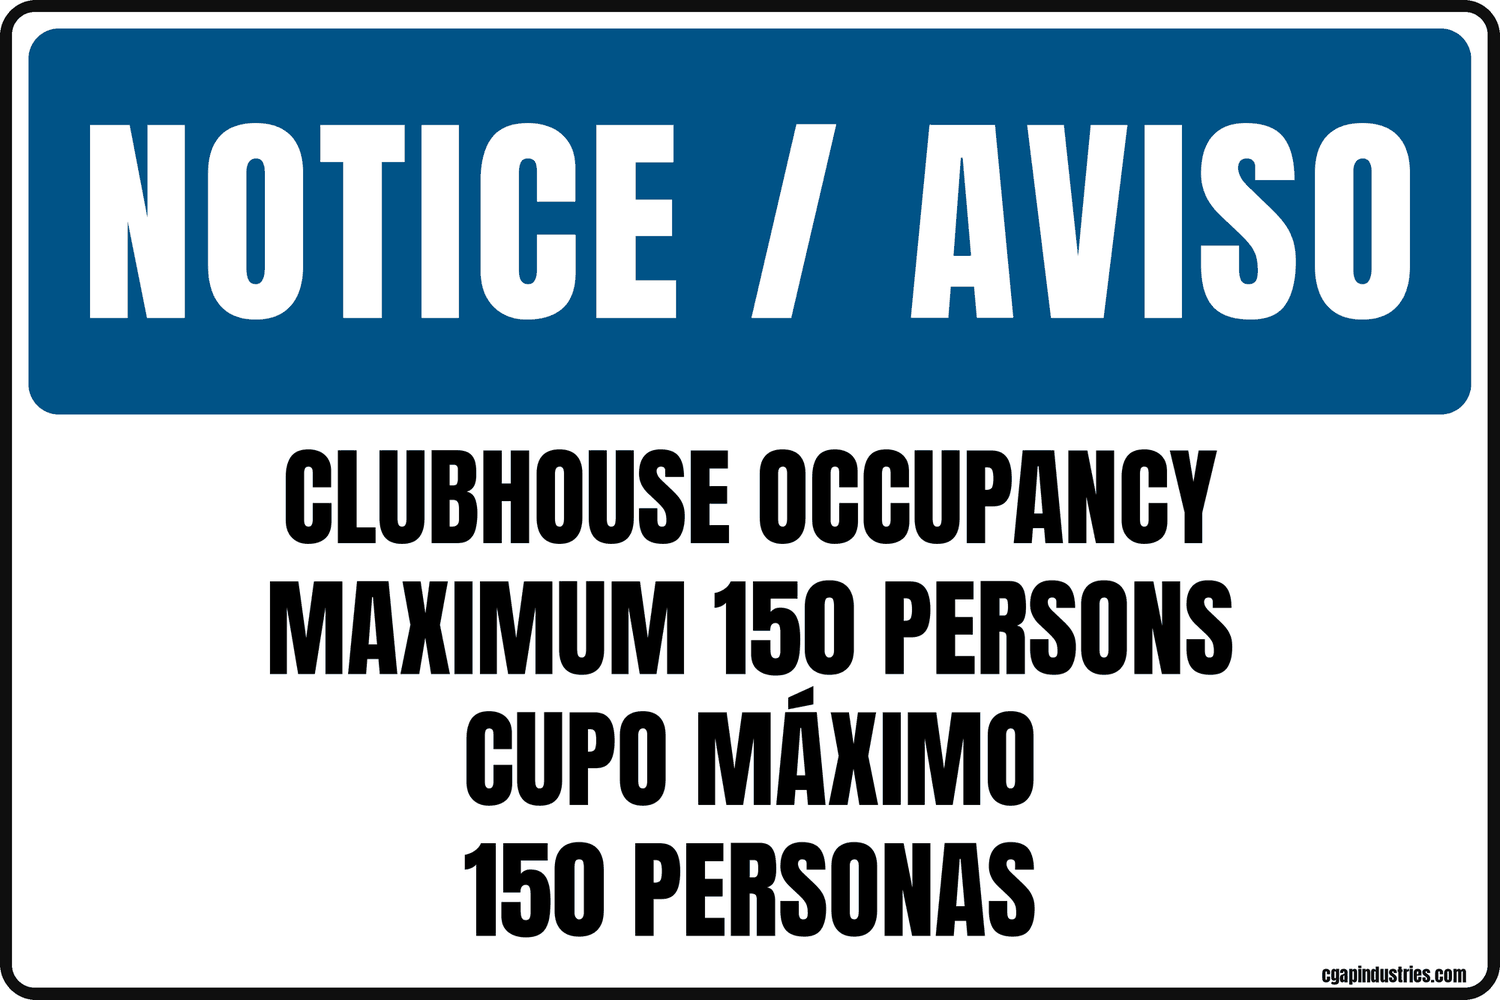 NOTICE / AVISO
CLUBHOUSE OCCUPANCY
MAXIMUM 150 PERSONS
CUPO MÁXIMO
150 PERSONAS
cgapindustries.com